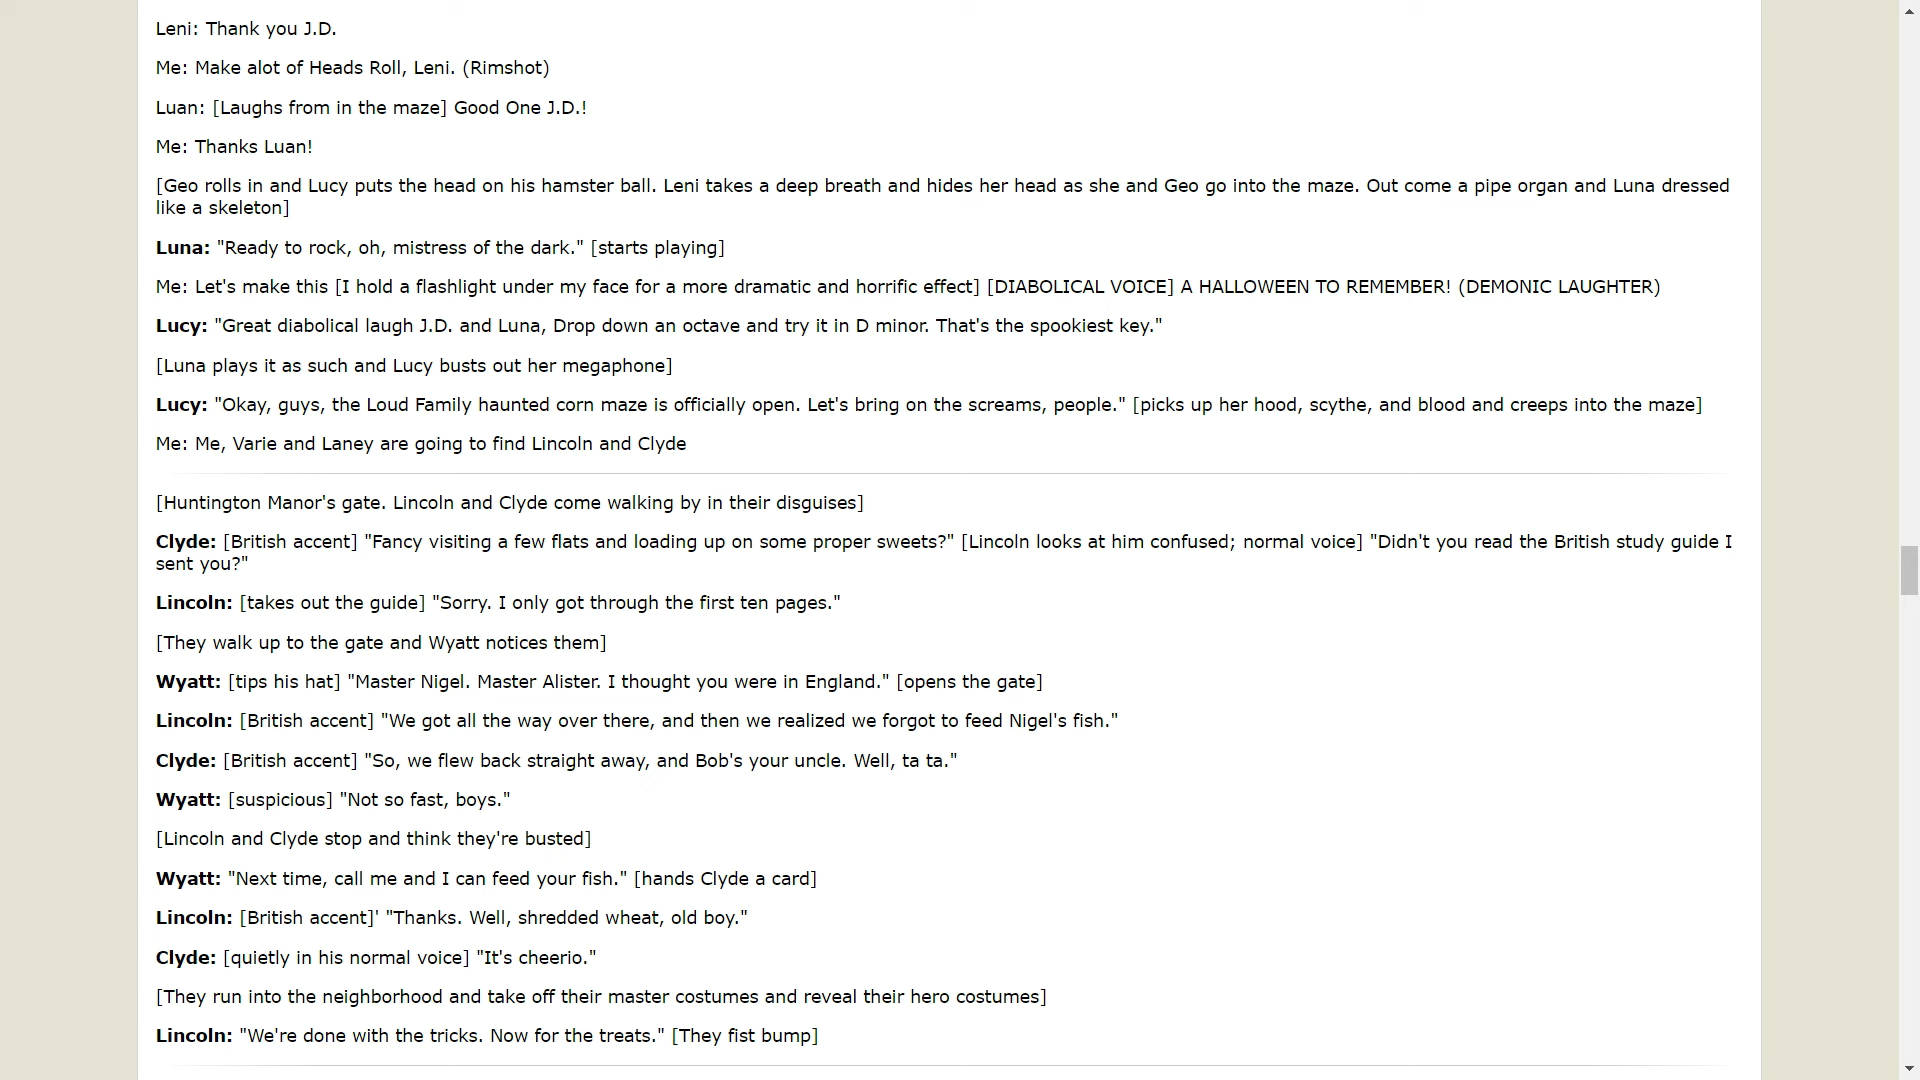 Leni: Thank you J.D.
Me: Make alot of Heads Roll, Leni. (Rimshot)
Luan: [Laughs from in the maze] Good One J.D.!
Me: Thanks Luan!
[Geo rolls in and Lucy puts the head on his hamster ball. Leni takes a deep breath and hides her head as she and Geo go into the maze. Out come a pipe organ and Luna dressed
like a skeleton]
Luna: "Ready to rock, oh, mistress of the dark." [starts playing]
Me: Let's make this [I hold a flashlight under my face for a more dramatic and horrific effect] [DIABOLICAL VOICE] A HALLOWEEN TO REMEMBER! (DEMONIC LAUGHTER)
Lucy: "Great diabolical laugh J.D. and Luna, Drop down an octave and try it in D minor. That's the spookiest key."
[Luna plays it as such and Lucy busts out her megaphone]
Lucy: "Okay, guys, the Loud Family haunted corn maze is officially open. Let's bring on the screams, people." [picks up her hood, scythe, and blood and creeps into the maze]
Me: Me, Varie and Laney are going to find Lincoln and Clyde
[Huntington Manor's gate. Lincoln and Clyde come walking by in their disguises]
Clyde: [British accent] "Fancy visiting a few flats and loading up on some proper sweets?" [Lincoln looks at him confused; normal voice] "Didn't you read the British study guide I
sent you?"
Lincoln: [takes out the guide] "Sorry. I only got through the first ten pages."
[They walk up to the gate and Wyatt notices them]
Wyatt: [tips his hat] "Master Nigel. Master Alister. I thought you were in England." [opens the gate]
Lincoln: [British accent] "We got all the way over there, and then we realized we forgot to feed Nigel's fish."
Clyde: [British accent] "So, we flew back straight away, and Bob's your uncle. Well, ta ta."
Wyatt: [suspicious] "Not so fast, boys."
[Lincoln and Clyde stop and think they're busted]
Wyatt: "Next time, call me and I can feed your fish." [hands Clyde a card]
Lincoln: [British accent]' "Thanks. Well, shredded wheat, old boy."
Clyde: [quietly in his normal voice] "It's cheerio."
[They run into the neighborhood and take off their master costumes and reveal their hero costumes]
Lincoln: "We're done with the tricks. Now for the treats." [They fist bump]